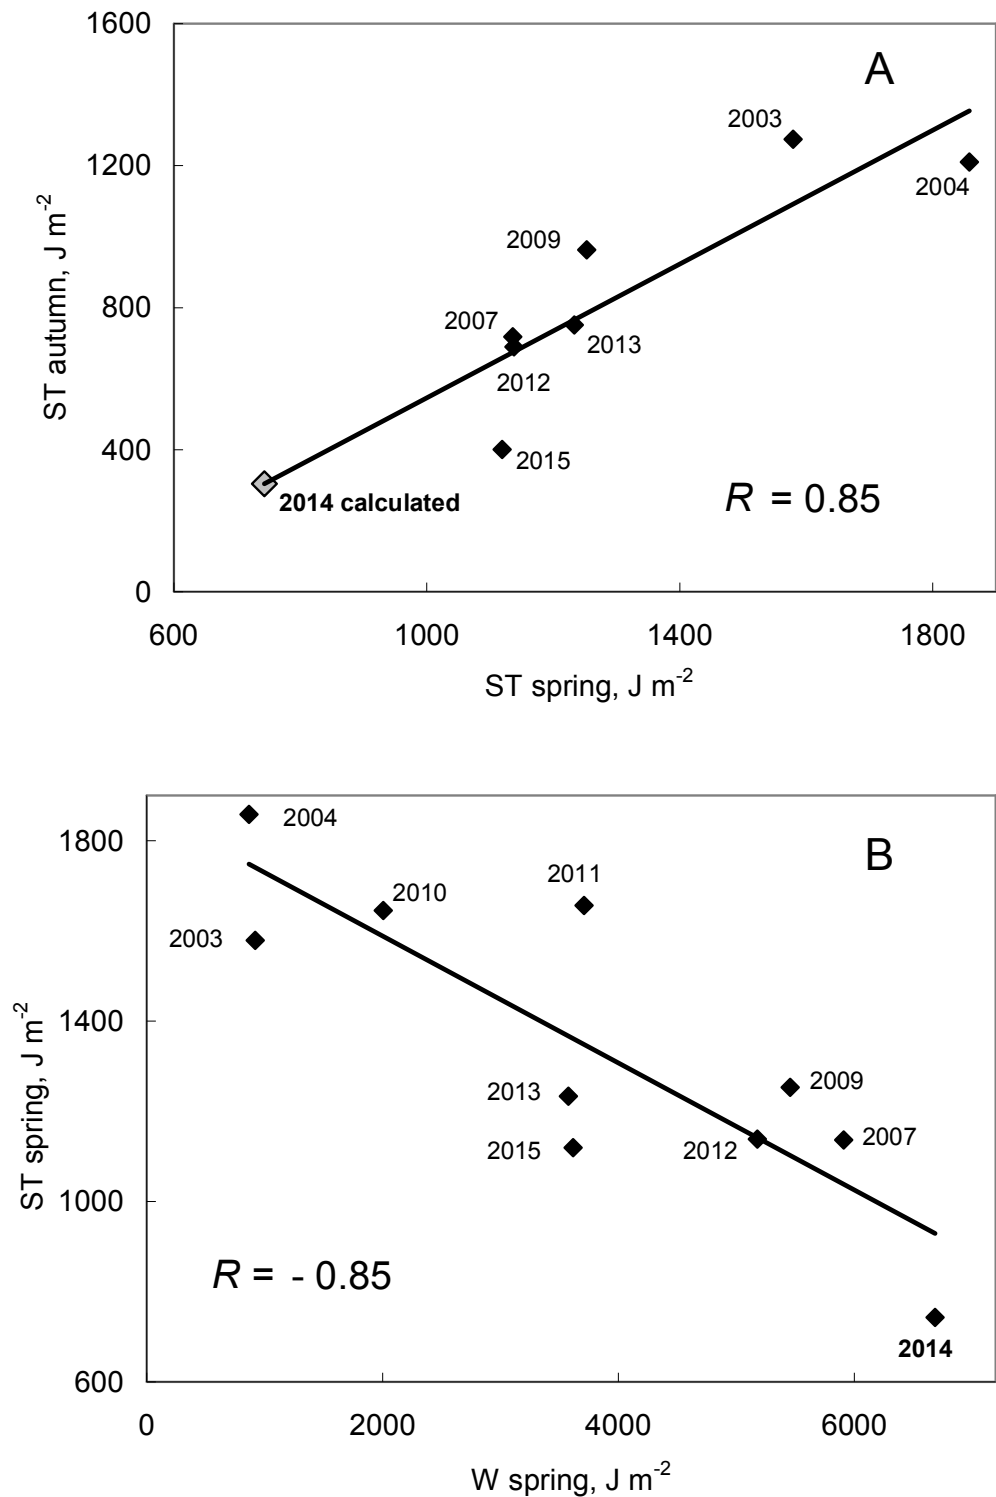 1600
A
2003
1200
2004
2009
800
2007
2013
2012
400
2015
2014 calculated
R = 0.85
0
600 1000 1400 1800
ST autumn, J m⁻²
ST spring, J m⁻²
B
2004
1800
2011
2010
2003
1400
2009
2013
2007
2012
2015
1000
R = - 0.85
2014
600
0 2000 4000 6000
ST spring, J m⁻²
W spring, J m⁻²